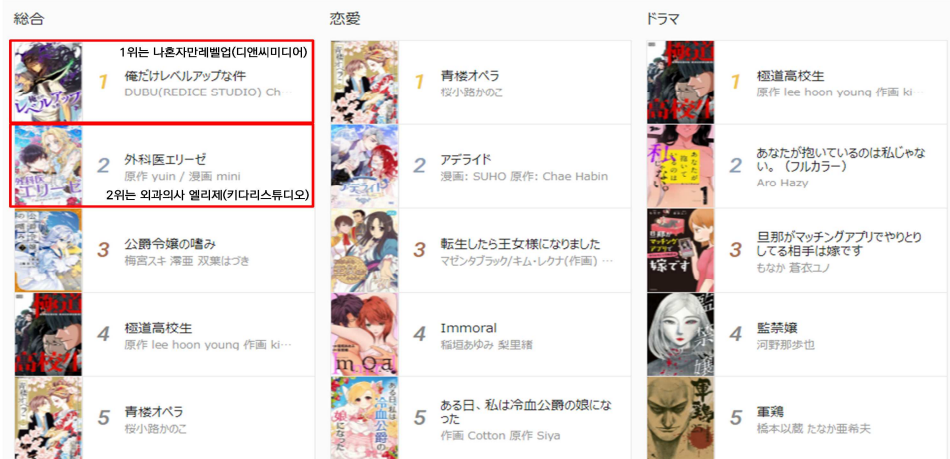 総合
1위는 나혼자만레벨업(디앤씨미디어)
1
俺だけレベルアップな件
DUBU(REDICE STUDIO) Ch…
2
外科医エリーゼ
原作 yuin / 漫画 mini
2위는 외과의사 엘리제(키다리스튜디오)
3
公爵令嬢の嗜み
梅宮スキ 澪亜 双葉はづき
4
極道高校生
原作 lee hoon young 作画 ki…
5
青楼オペラ
桜小路かのこ
恋愛
1
青楼オペラ
桜小路かのこ
2
アデライド
漫画: SUHO 原作: Chae Habin
3
転生したら王女様になりました
マゼンタブラック/キム・レクナ(作画) …
4
Immoral
稲垣あゆみ 梨里緒
5
ある日、私は冷血公爵の娘にな
った
作画 Cotton 原作 Siya
ドラマ
1
極道高校生
原作 lee hoon young 作画 ki…
2
あなたが抱いているのは私じゃな
い。（フルカラー）
Aro Hazy
3
旦那がマッチングアプリでやりとり
してる相手は嫁です
もなか 蒼衣ユノ
4
監禁嬢
河野那歩也
5
軍鶏
橋本以蔵 たなか亜希夫